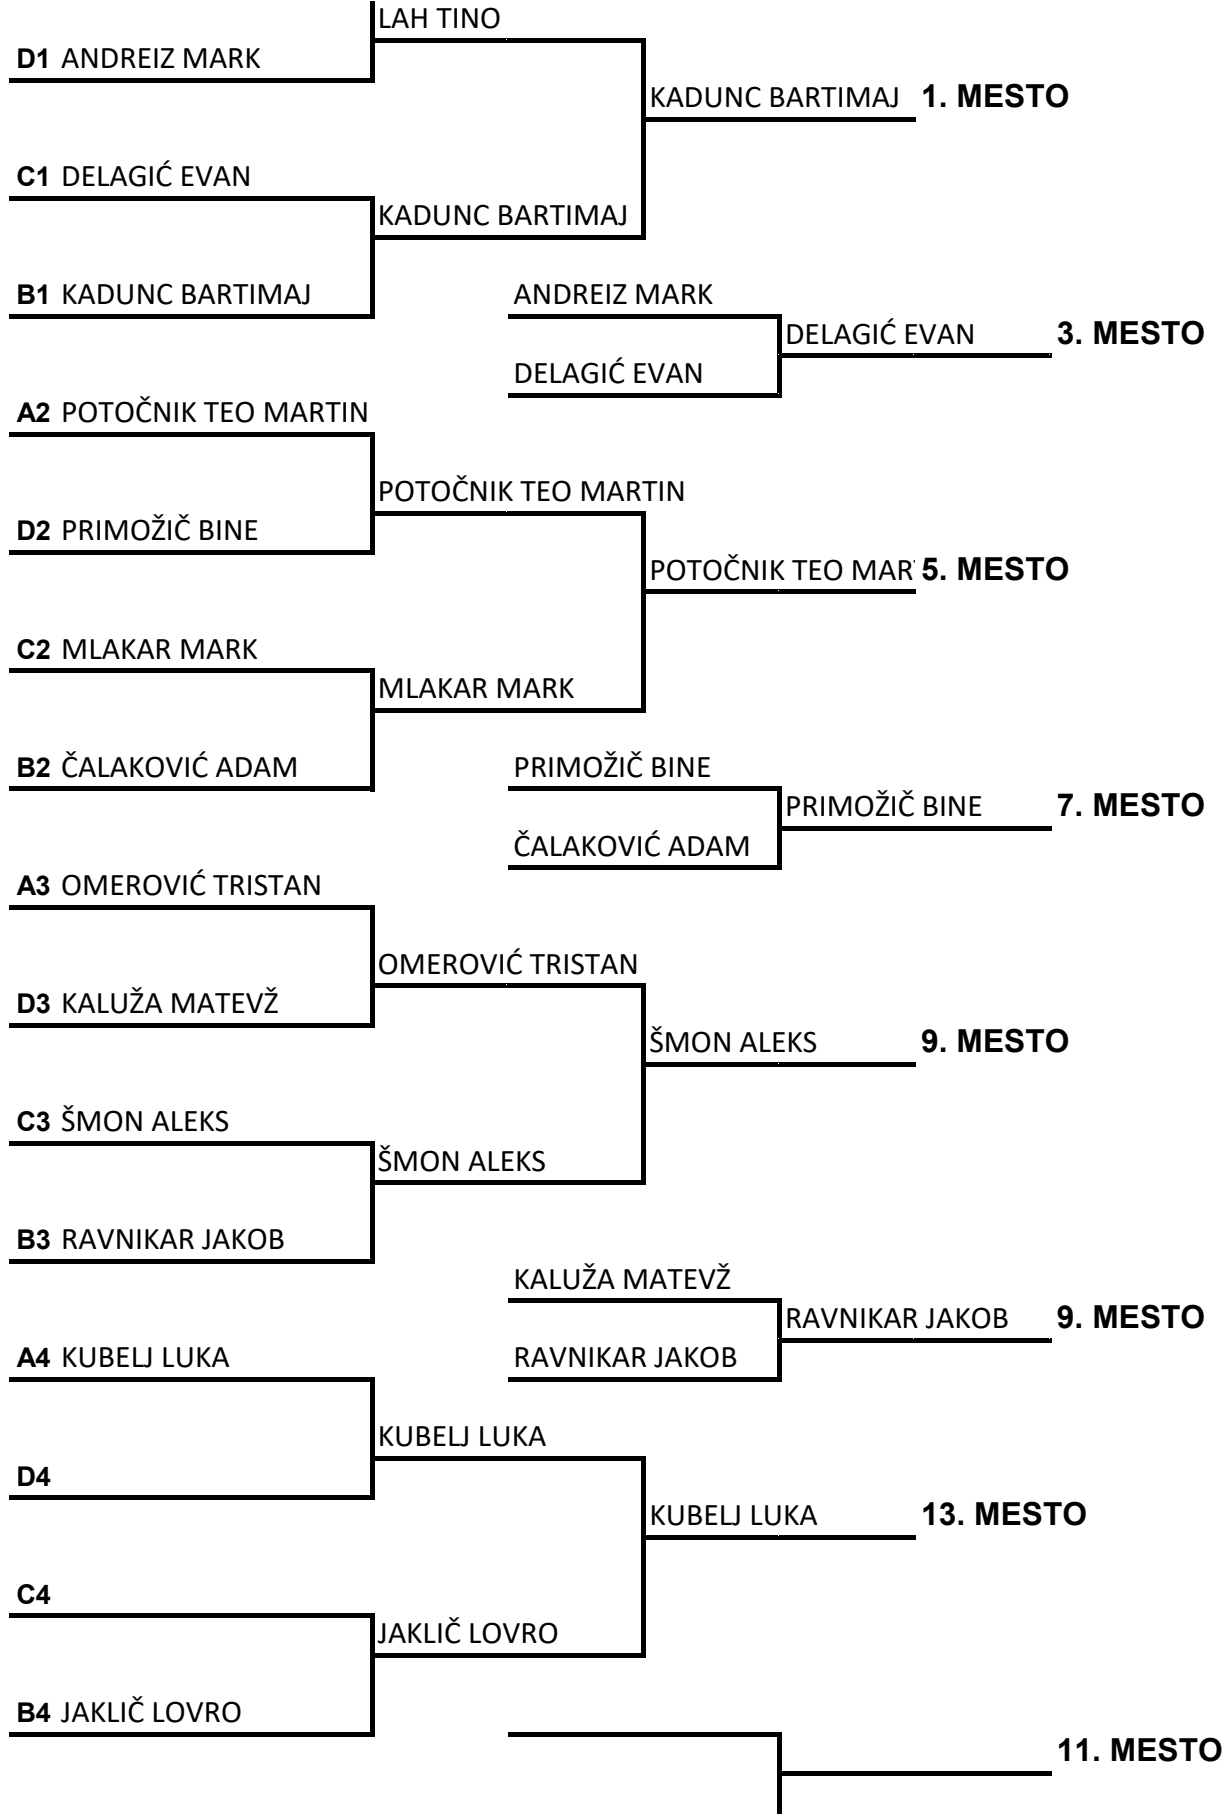 LAH TINO
D1 ANDREIZ MARK
KADUNC BARTIMAJ 1. MESTO
C1 DELAGIĆ EVAN
KADUNC BARTIMAJ
B1 KADUNC BARTIMAJ ANDREIZ MARK
DELAGIĆ EVAN 3. MESTO
DELAGIĆ EVAN
A2 POTOČNIK TEO MARTIN
POTOČNIK TEO MARTIN
D2 PRIMOŽIČ BINE
POTOČNIK TEO MAR 5. MESTO
C2 MLAKAR MARK
MLAKAR MARK
B2 ČALAKOVIĆ ADAM PRIMOŽIČ BINE
PRIMOŽIČ BINE 7. MESTO
ČALAKOVIĆ ADAM
A3 OMEROVIĆ TRISTAN
OMEROVIĆ TRISTAN
D3 KALUŽA MATEVŽ
ŠMON ALEKS 9. MESTO
C3 ŠMON ALEKS
ŠMON ALEKS
B3 RAVNIKAR JAKOB
KALUŽA MATEVŽ
RAVNIKAR JAKOB 9. MESTO
A4 KUBELJ LUKA RAVNIKAR JAKOB
KUBELJ LUKA
D4
KUBELJ LUKA 13. MESTO
C4
JAKLIČ LOVRO
B4 JAKLIČ LOVRO
11. MESTO